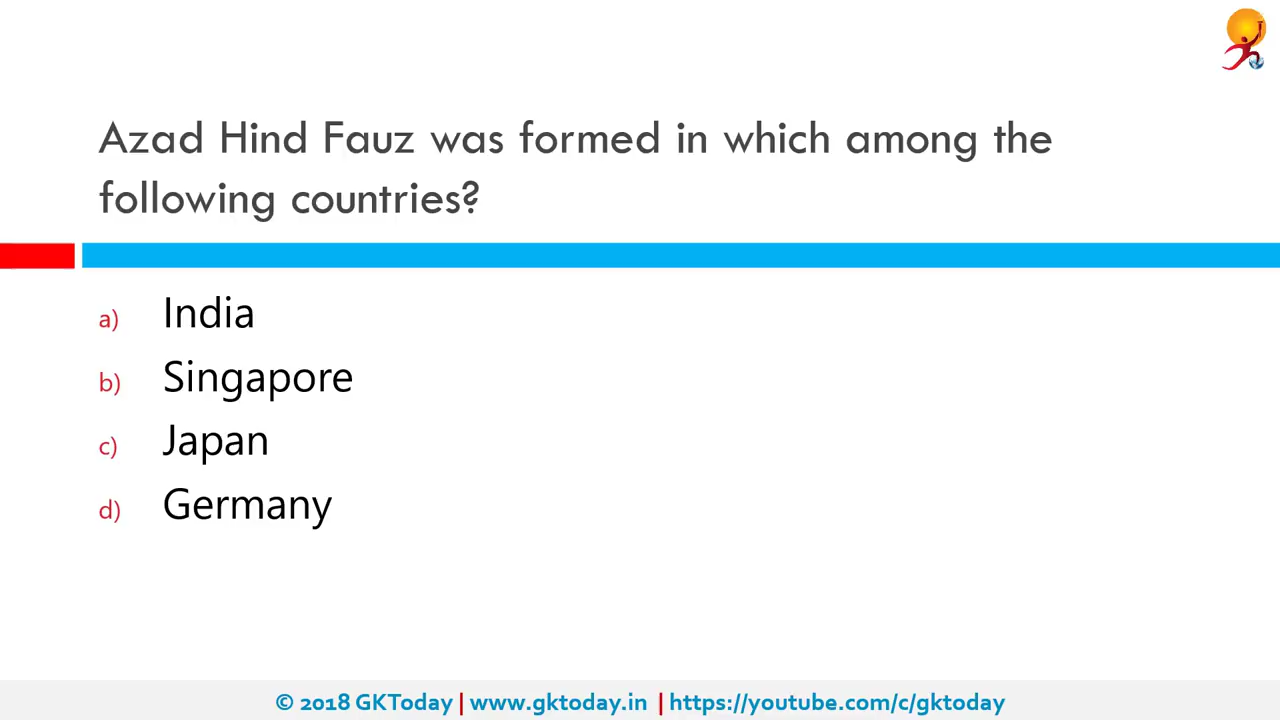 Azad Hind Fauz was formed in which among the
following countries?
a) India
b) Singapore
c) Japan
d) Germany
© 2018 GKToday | www.gktoday.in | https://youtube.com/c/gktoday